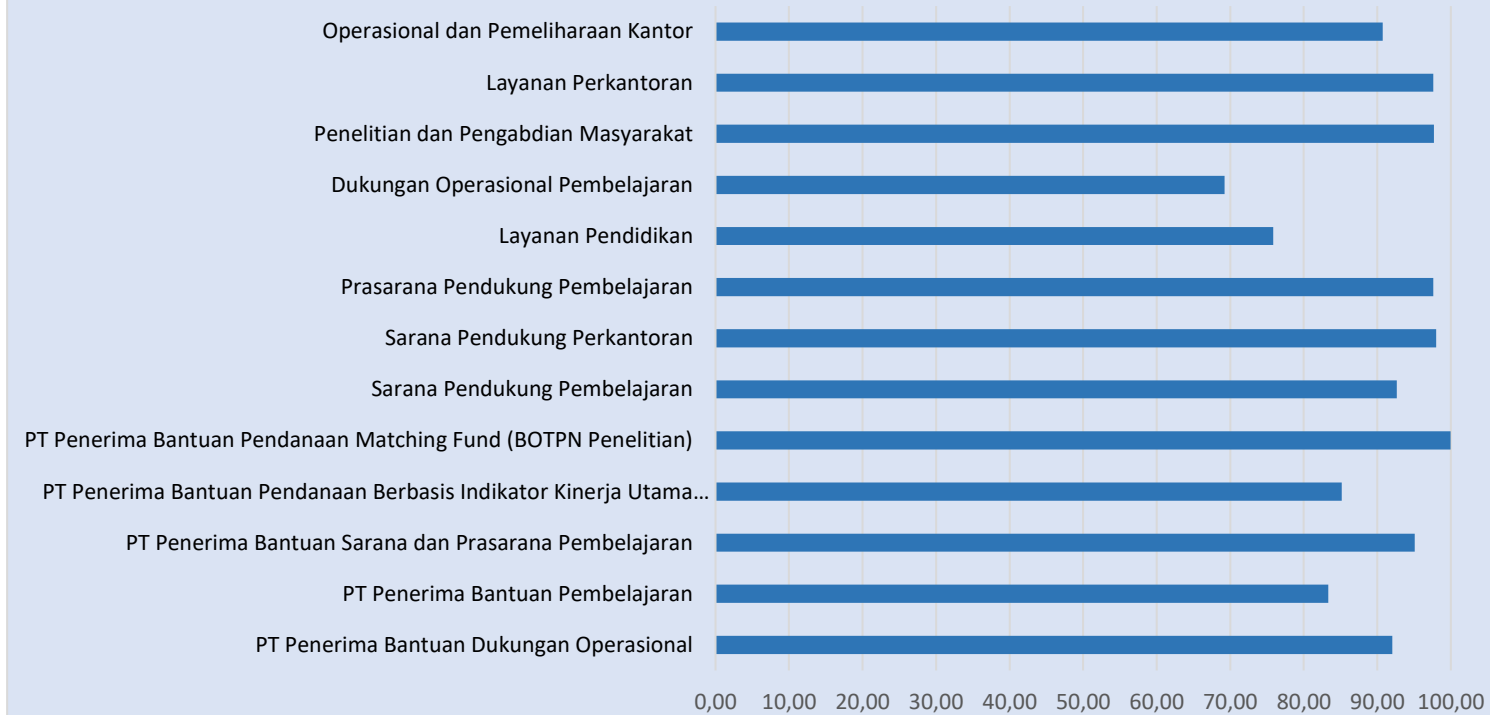 Operasional dan Pemeliharaan Kantor
Layanan Perkantoran
Penelitian dan Pengabdian Masyarakat
Dukungan Operasional Pembelajaran
Layanan Pendidikan
Prasarana Pendukung Pembelajaran
Sarana Pendukung Perkantoran
Sarana Pendukung Pembelajaran
PT Penerima Bantuan Pendanaan Matching Fund (BOTPN Penelitian)
PT Penerima Bantuan Pendanaan Berbasis Indikator Kinerja Utama…
PT Penerima Bantuan Sarana dan Prasarana Pembelajaran
PT Penerima Bantuan Pembelajaran
PT Penerima Bantuan Dukungan Operasional
0,00 10,00 20,00 30,00 40,00 50,00 60,00 70,00 80,00 90,00 100,00